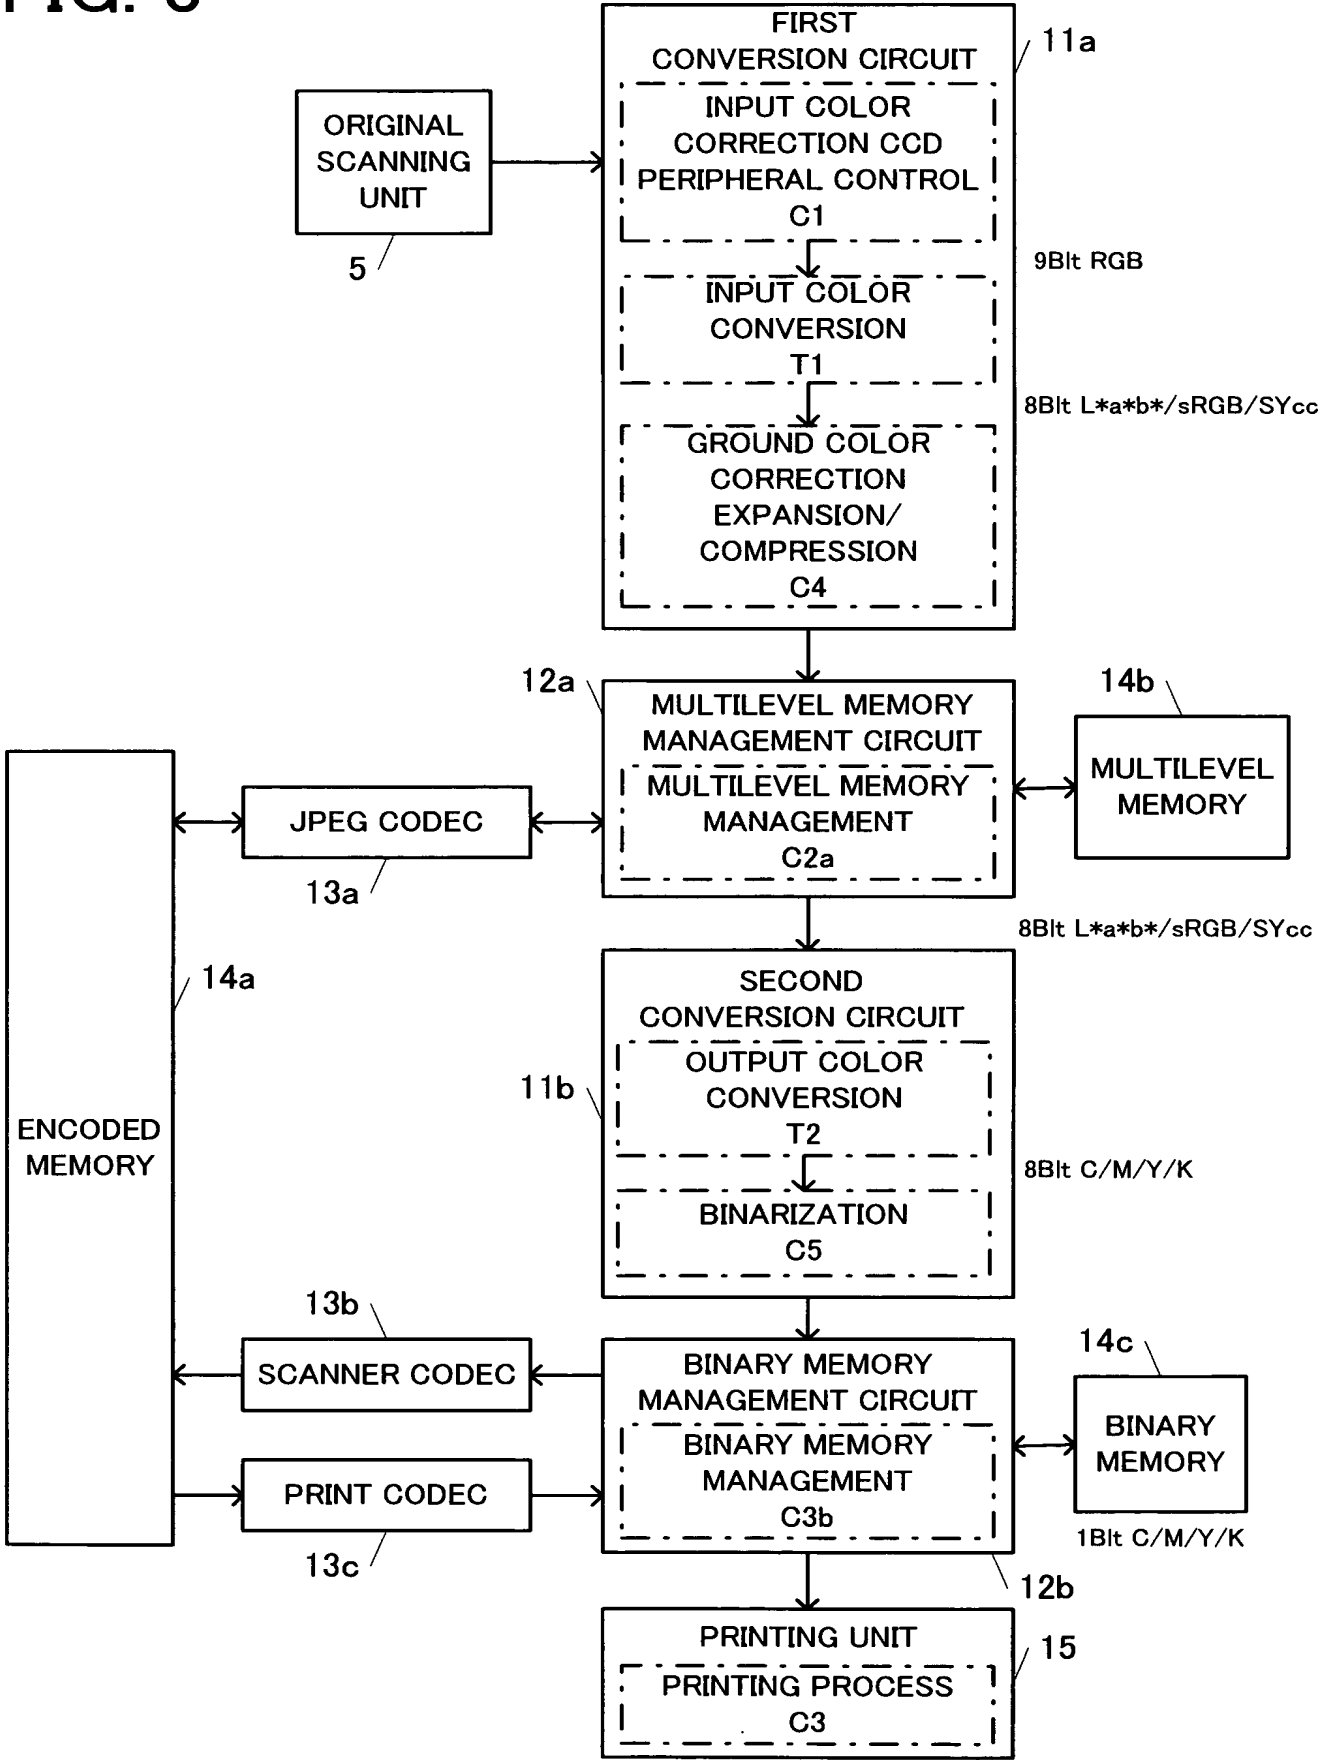 FIRST
CONVERSION CIRCUIT
11a
INPUT COLOR
CORRECTION CCD
PERIPHERAL CONTROL
C1
ORIGINAL
SCANNING
UNIT
5
9BIt RGB
INPUT COLOR
CONVERSION
T1
8BIt L*a*b*/sRGB/SYcc
GROUND COLOR
CORRECTION
EXPANSION/
COMPRESSION
C4
12a
MULTILEVEL MEMORY
MANAGEMENT CIRCUIT
14b
MULTILEVEL MEMORY
MANAGEMENT
C2a
MULTILEVEL
MEMORY
JPEG CODEC
13a
8BIt L*a*b*/sRGB/SYcc
14a
SECOND
CONVERSION CIRCUIT
11b
OUTPUT COLOR
CONVERSION
T2
ENCODED
MEMORY
8BIt C/M/Y/K
BINARIZATION
C5
13b
SCANNER CODEC
BINARY MEMORY
MANAGEMENT CIRCUIT
14c
BINARY MEMORY
MANAGEMENT
C3b
BINARY
MEMORY
PRINT CODEC
13c
1BIt C/M/Y/K
12b
PRINTING UNIT
15
PRINTING PROCESS
C3